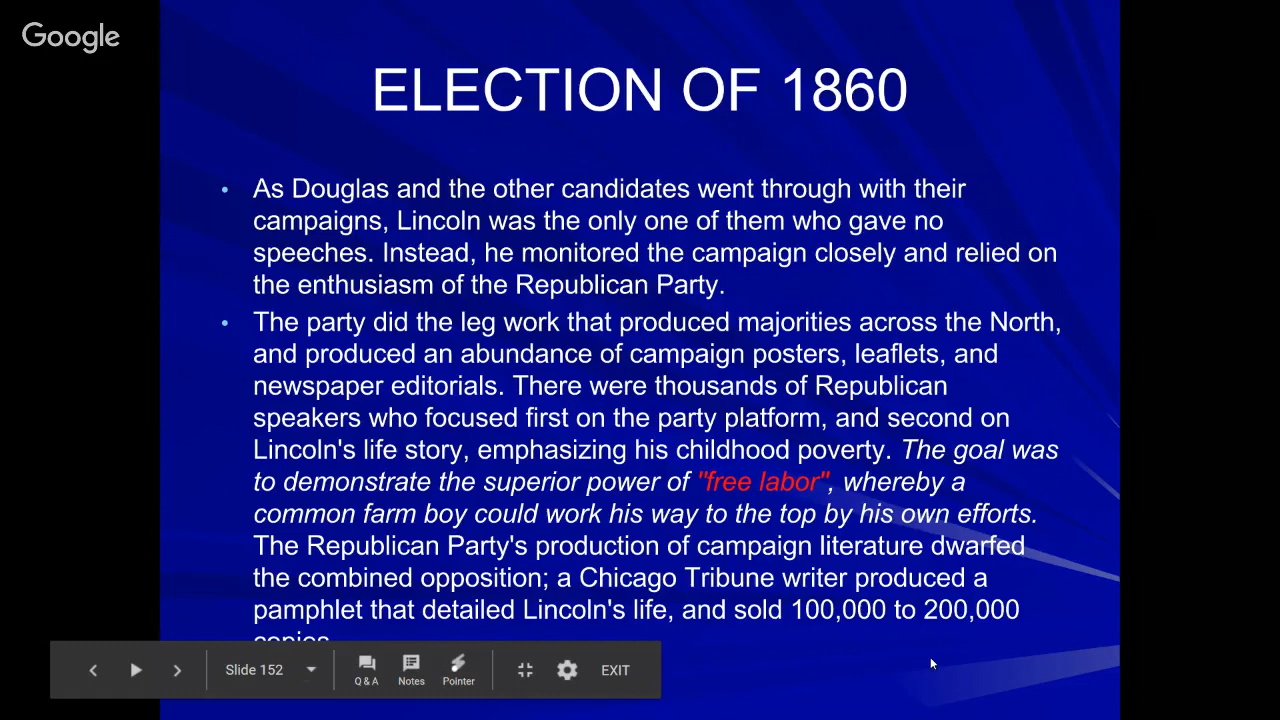 Google
ELECTION OF 1860
• As Douglas and the other candidates went through with their
campaigns, Lincoln was the only one of them who gave no
speeches. Instead, he monitored the campaign closely and relied on
the enthusiasm of the Republican Party.
• The party did the leg work that produced majorities across the North,
and produced an abundance of campaign posters, leaflets, and
newspaper editorials. There were thousands of Republican
speakers who focused first on the party platform, and second on
Lincoln's life story, emphasizing his childhood poverty. The goal was
to demonstrate the superior power of "free labor", whereby a
common farm boy could work his way to the top by his own efforts.
The Republican Party's production of campaign literature dwarfed
the combined opposition; a Chicago Tribune writer produced a
pamphlet that detailed Lincoln's life, and sold 100,000 to 200,000
copies.
Slide 152
Q & A
Notes
Pointer
EXIT